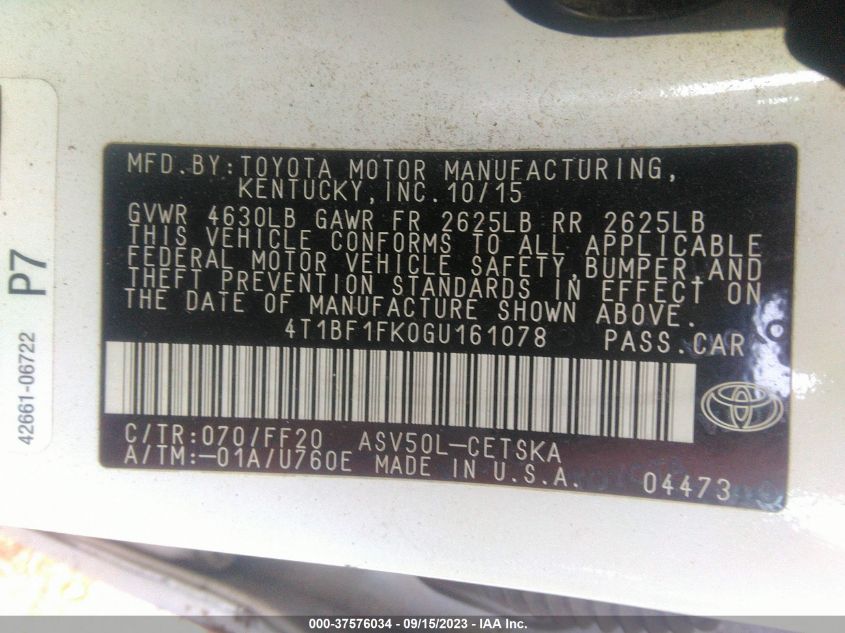 MFD.BY:TOYOTA MOTOR MANUFACTURING,
KENTUCKY,INC.10/15
GVWR 4630LB GAWR FR 2625LB RR 2625LB
THIS VEHICLE CONFORMS TO ALL APPLICABLE
FEDERAL MOTOR VEHICLE SAFETY,BUMPER,AND
THEFT PREVENTION STANDARDS IN EFFECT ON
THE DATE OF MANUFACTURE SHOWN ABOVE.
4T1BF1FK0GU161078 PASS.CAR
C/TR:070/FF20 ASV50L-CETSKA
A/TM:-01A/U760E MADE IN U.S.A. 04473
P7
42661-06722
000-37576034 - 09/15/2023 - IAA Inc.